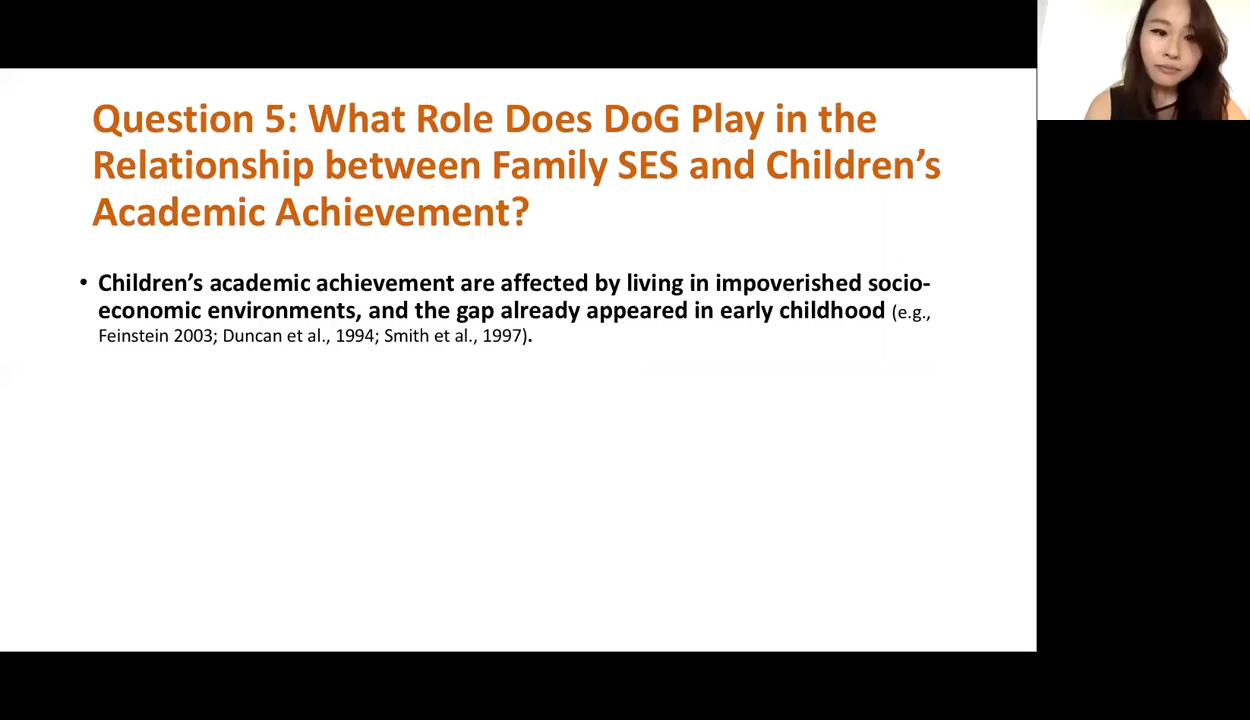 Question 5: What Role Does DoG Play in the
Relationship between Family SES and Children’s
Academic Achievement?
• Children’s academic achievement are affected by living in impoverished socio-
economic environments, and the gap already appeared in early childhood (e.g.,
Feinstein 2003; Duncan et al., 1994; Smith et al., 1997).